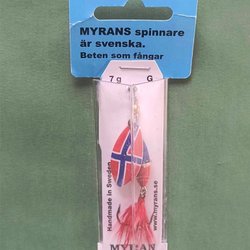 MYRANS spinnare
är svenska.
Beten som fångar
7 g G
Handmade in Sweden
www.myrans.se
MYRAN